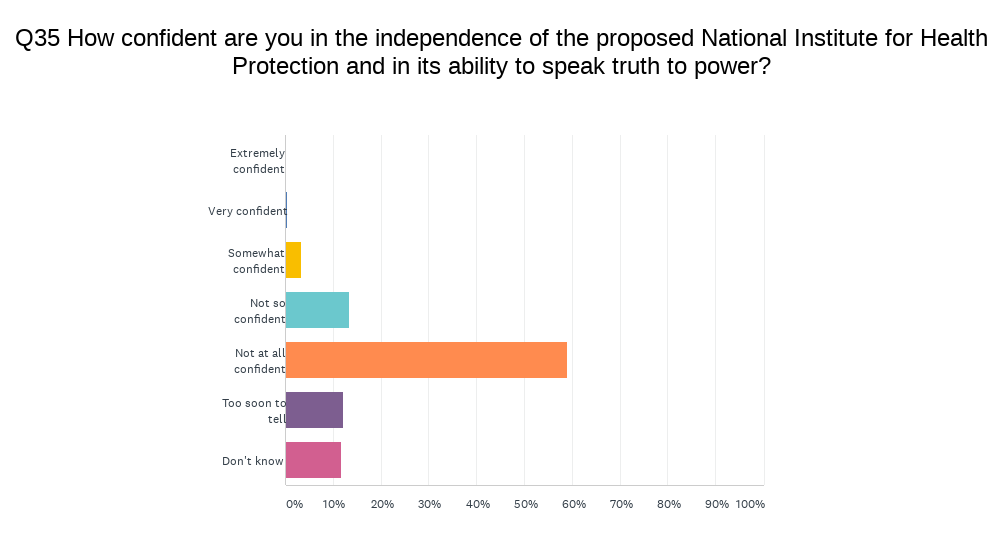 Q35 How confident are you in the independence of the proposed National Institute for Health
Protection and in its ability to speak truth to power?
Extremely
confident
Very confident
Somewhat
confident
Not so
confident
Not at all
confident
Too soon to
tell
Don't know
0% 10% 20% 30% 40% 50% 60% 70% 80% 90% 100%